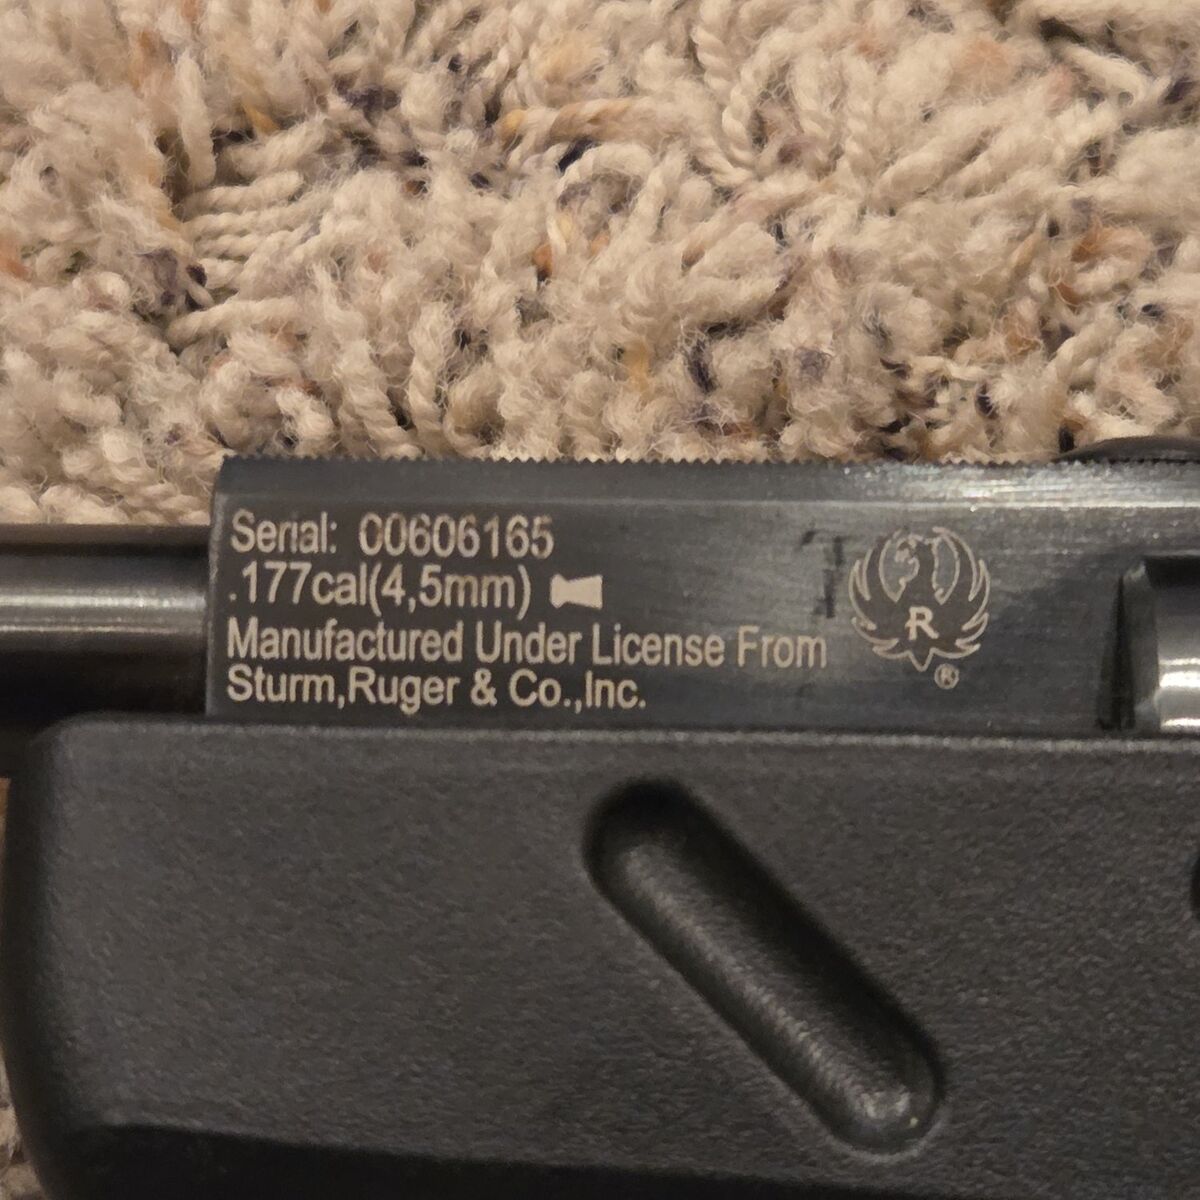 Serial: 00606165
.177cal(4,5mm)
Manufactured Under License From
Sturm,Ruger & Co.,Inc.
R
®